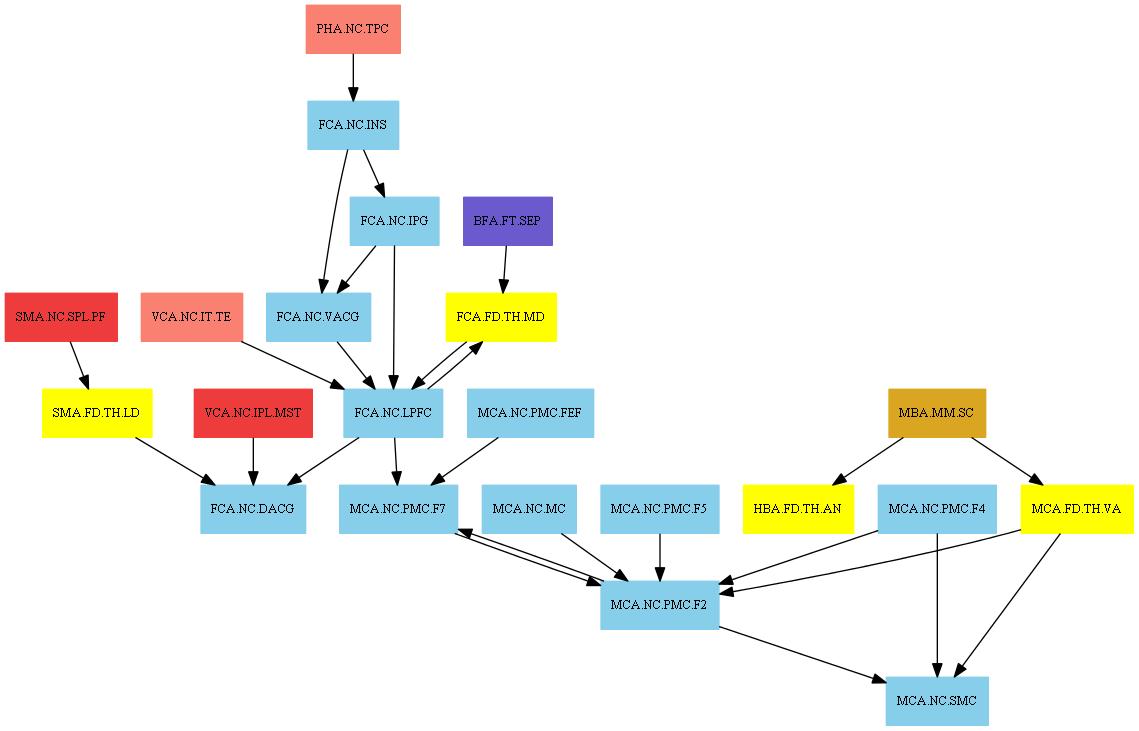 PHA.NC.TPC
FCA.NC.INS
FCA.NC.IPG
BFA.FT.SEP
SMA.NC.SPL.PF
VCA.NC.IT.TE
FCA.NC.VACG
FCA.FD.TH.MD
SMA.FD.TH.LD
VCA.NC.IPL.MST
FCA.NC.LPFC
MCA.NC.PMC.FEF
MBA.MM.SC
FCA.NC.DACG
MCA.NC.PMC.F7
MCA.NC.MC
MCA.NC.PMC.F5
HBA.FD.TH.AN
MCA.NC.PMC.F4
MCA.FD.TH.VA
MCA.NC.PMC.F2
MCA.NC.SMC